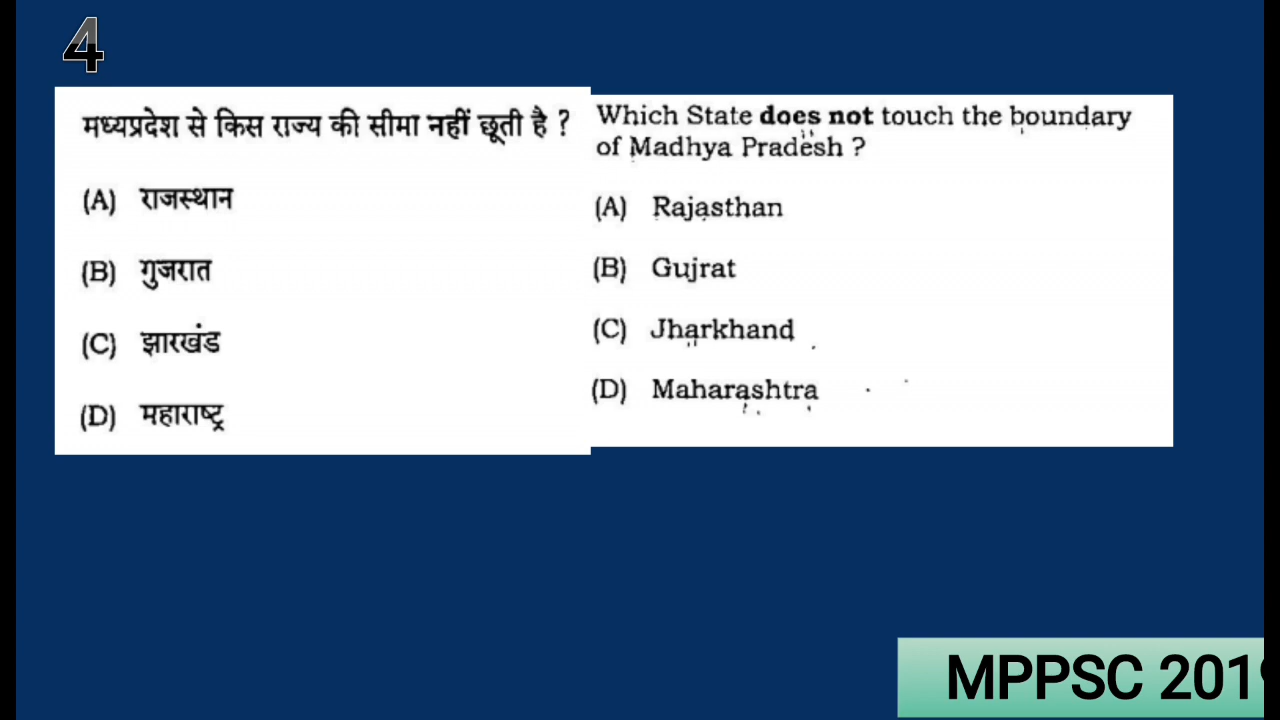 4
मध्यप्रदेश से किस राज्य की सीमा नहीं छूती है ?
(A) राजस्थान
(B) गुजरात
(C) झारखंड
(D) महाराष्ट्र
Which State does not touch the boundary
of Madhya Pradesh ?
(A) Rajasthan
(B) Gujrat
(C) Jharkhand
(D) Maharashtra
MPPSC 2019